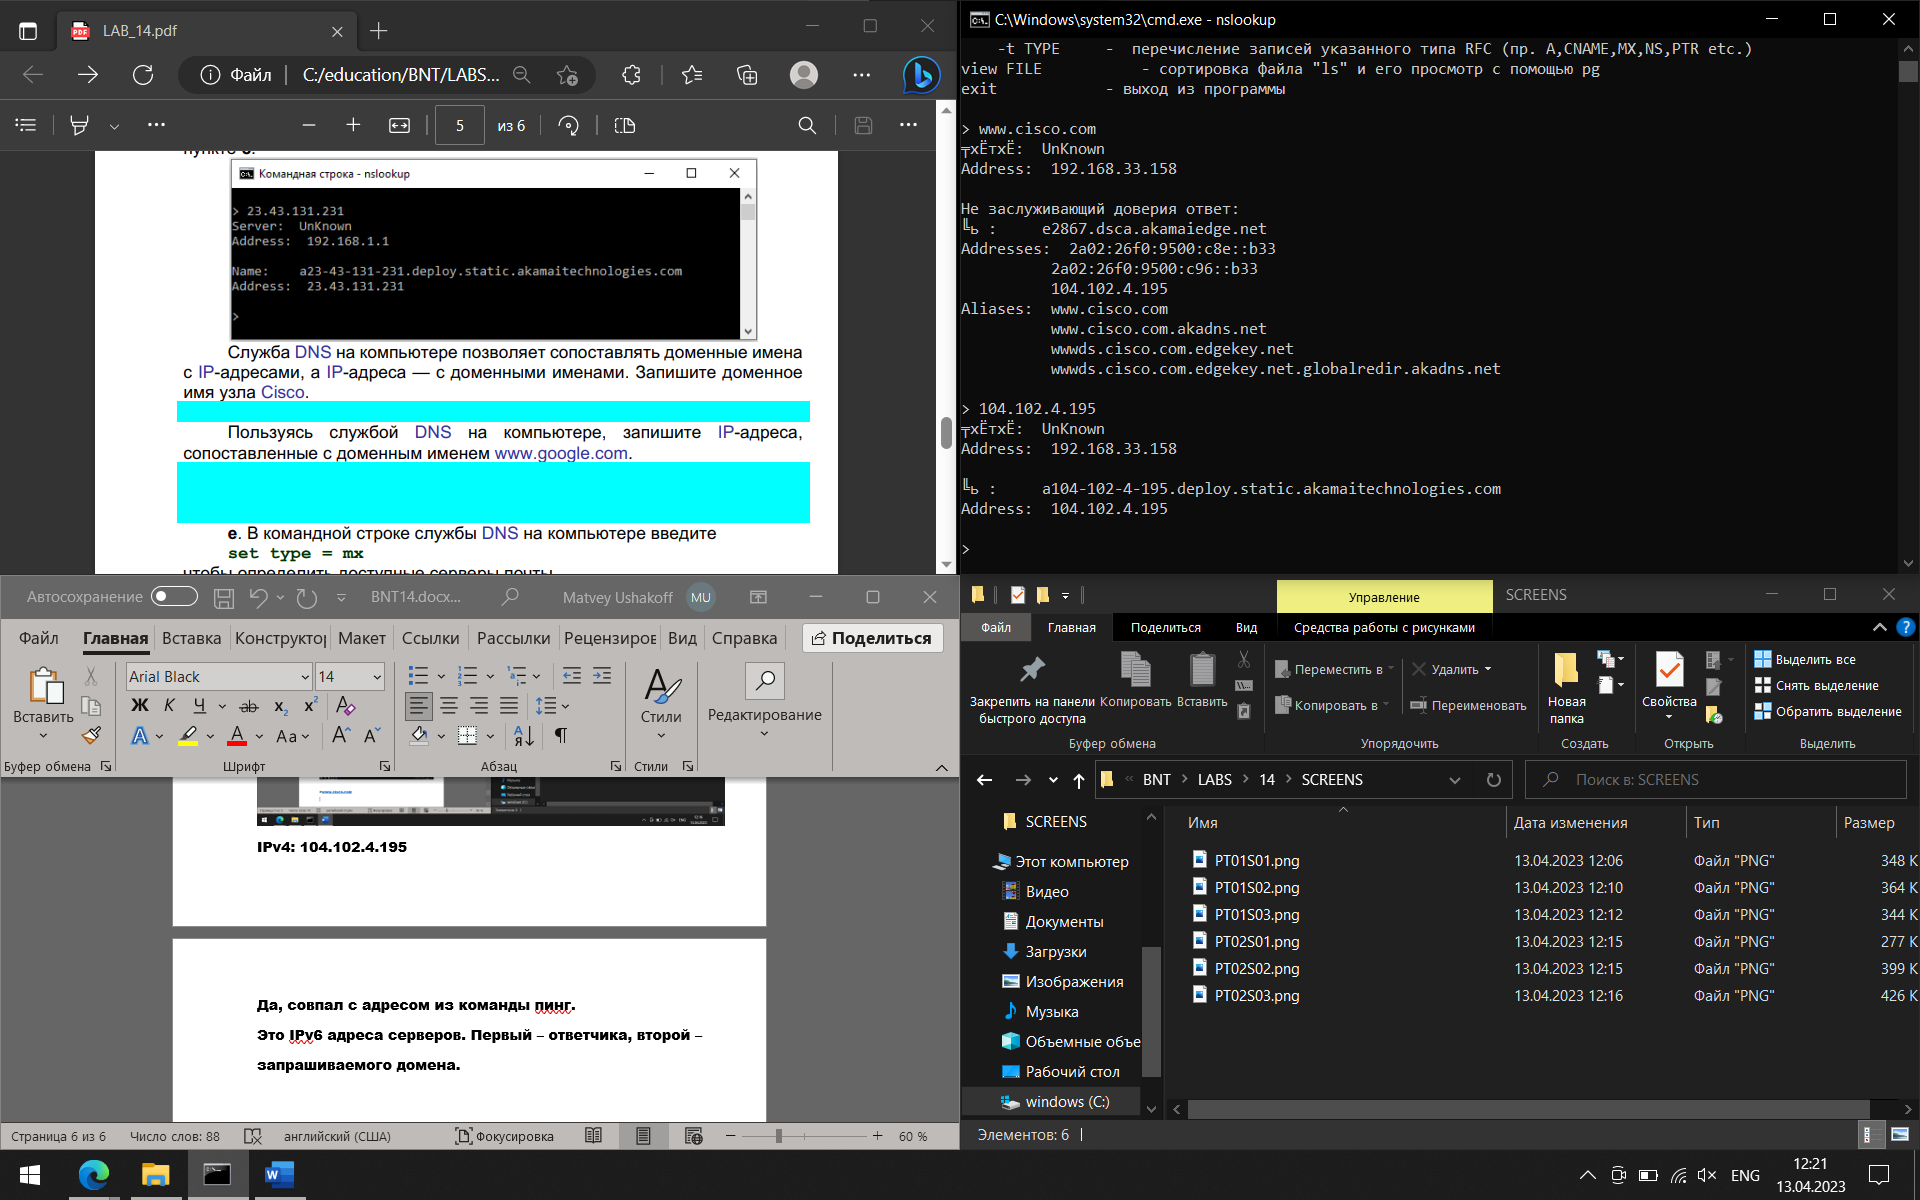 LAB_14.pdf
Файл
C:/education/BNT/LABS...
5
из 6
Командная строка - nslookup
> 23.43.131.231
Server:  UnKnown
Address:  192.168.1.1
Name:    a23-43-131-231.deploy.static.akamaitechnologies.com
Address:  23.43.131.231
>
Служба DNS на компьютере позволяет сопоставлять доменные имена
с IP-адресами, а IP-адреса — с доменными именами. Запишите доменное
имя узла Cisco.
Пользуясь службой DNS на компьютере, запишите IP-адреса,
сопоставленные с доменным именем www.google.com.
e. В командной строке службы DNS на компьютере введите
set type = mx
чтобы определить доступные серверы почты
C:\Windows\system32\cmd.exe - nslookup
-t TYPE     -  перечисление записей указанного типа RFC (пр. A,CNAME,MX,NS,PTR etc.)
view FILE           - сортировка файла "ls" и его просмотр с помощью pg
exit            - выход из программы
> www.cisco.com
╤хЁтхЁ:  UnKnown
Address:  192.168.33.158
Не заслуживающий доверия ответ:
╚ь :     e2867.dsca.akamaiedge.net
Addresses:  2a02:26f0:9500:c8e::b33
2a02:26f0:9500:c96::b33
104.102.4.195
Aliases:  www.cisco.com
www.cisco.com.akadns.net
wwwds.cisco.com.edgekey.net
wwwds.cisco.com.edgekey.net.globalredir.akadns.net
> 104.102.4.195
╤хЁтхЁ:  UnKnown
Address:  192.168.33.158
╚ь :     a104-102-4-195.deploy.static.akamaitechnologies.com
Address:  104.102.4.195
>
Автосохранение
BNT14.docx...
Matvey Ushakoff
MU
Файл Главная Вставка Конструктор Макет Ссылки Рассылки Рецензиров Вид Справка Поделиться
Arial Black
14
Вставить
Стили
Редактирование
Буфер обмена
Шрифт
Абзац
Стили
IPv4: 104.102.4.195
Да, совпал с адресом из команды пинг.
Это IPv6 адреса серверов. Первый – ответчика, второй –
запрашиваемого домена.
Страница 6 из 6
Число слов: 88
английский (США)
Фокусировка
60 %
Управление
SCREENS
Файл Главная Поделиться Вид Средства работы с рисунками
Закрепить на панели
быстрого доступа
Копировать
Вставить
Переместить в
Копировать в
Удалить
Переименовать
Новая
папка
Свойства
Выделить все
Снять выделение
Обратить выделение
Буфер обмена
Упорядочить
Создать
Открыть
Выделить
BNT
LABS
14
SCREENS
Поиск в: SCREENS
SCREENS
Этот компьютер
Видео
Документы
Загрузки
Изображения
Музыка
Объемные объе
Рабочий стол
windows (C:)
Имя Дата изменения Тип Размер
PT01S01.png 13.04.2023 12:06 Файл "PNG" 348 К
PT01S02.png 13.04.2023 12:10 Файл "PNG" 364 К
PT01S03.png 13.04.2023 12:12 Файл "PNG" 344 К
PT02S01.png 13.04.2023 12:15 Файл "PNG" 277 К
PT02S02.png 13.04.2023 12:15 Файл "PNG" 399 К
PT02S03.png 13.04.2023 12:16 Файл "PNG" 426 К
Элементов: 6
ENG
12:21
13.04.2023